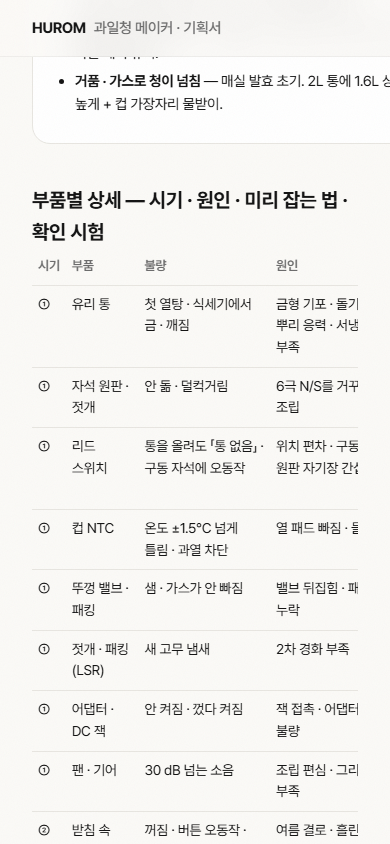 HUROM 과일청 메이커 · 기획서
• 거품 · 가스로 청이 넘침 — 매실 발효 초기. 2L 통에 1.6L
높게 + 컵 가장자리 물받이.
부품별 상세 — 시기 · 원인 · 미리 잡는 법 ·
확인 시험
시기 부품 불량 원인
① 유리 통 첫 열탕 · 식세기에서 금형 기포 · 돌기
금 · 깨짐 뿌리 응력 · 서냉
부족
① 자석 원판 · 안 돎 · 덜컥거림 6극 N/S를 거꾸
젓개 조립
① 리드 통을 올려도 「통 없음」 · 위치 편차 · 구동
스위치 구동 자석에 오동작 원판 자기장 간섭
① 컵 NTC 온도 ±1.5°C 넘게 열 패드 빠짐 ·
틀림 · 과열 차단
① 뚜껑 밸브 · 샘 · 가스가 안 빠짐 밸브 뒤집힘 ·
패킹 누락
① 젓개 · 패킹 새 고무 냄새 2차 경화 부족
(LSR)
① 어댑터 · 안 켜짐 · 껐다 켜짐 잭 접촉 · 어댑터
DC 잭 불량
① 팬 · 기어 30 dB 넘는 소음 조립 편심 · 그리
부족
② 받침 속 꺼짐 · 버튼 오동작 · 여름 결로 · 흘린